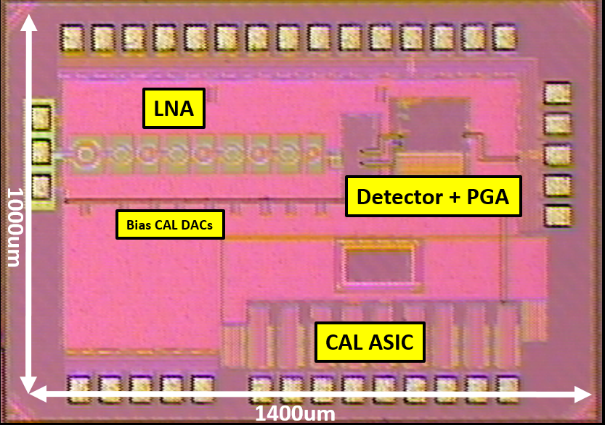 LNA
Detector + PGA
Bias CAL DACs
CAL ASIC
1000um
1400um